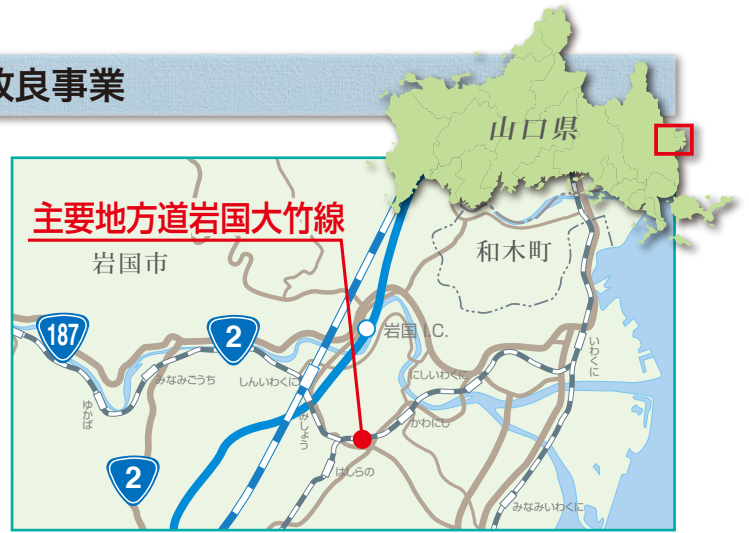 改良事業
山口県
主要地方道岩国大竹線
岩国市
和木町
187
2
岩国 I.C.
いわくに
みなみごうち
しんいわくに
にしいわくに
ゆかば
みしょう
かわにし
はしらの
2
みなみいわくに